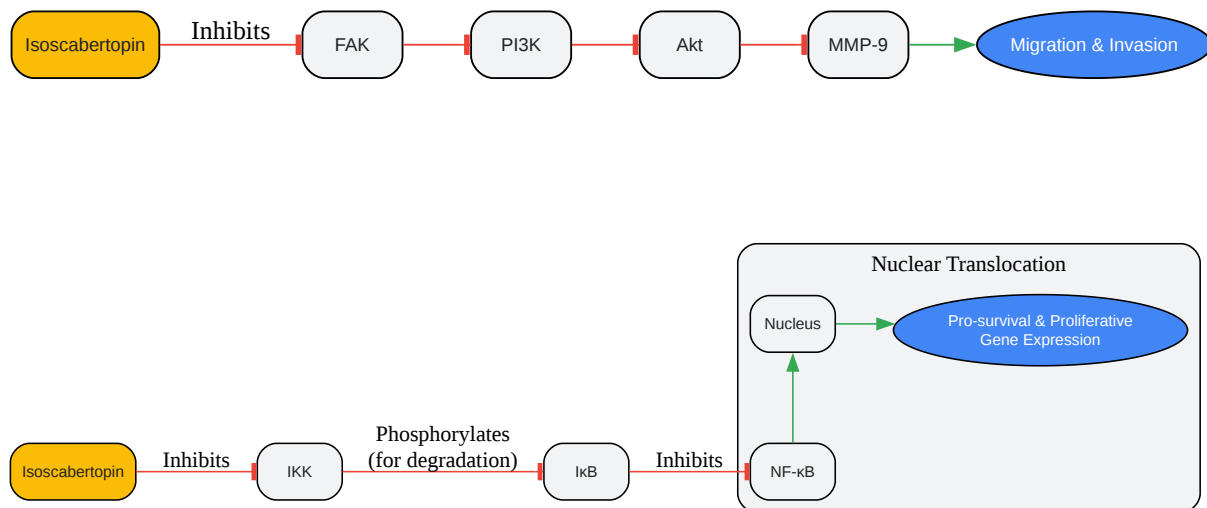 Isoscabertopin
Inhibits
FAK
PI3K
Akt
MMP-9
Migration & Invasion
Nuclear Translocation
Nucleus
Pro-survival & Proliferative
Gene Expression
Isoscabertopin
Inhibits
IKK
Phosphorylates
(for degradation)
IκB
Inhibits
NF-κB